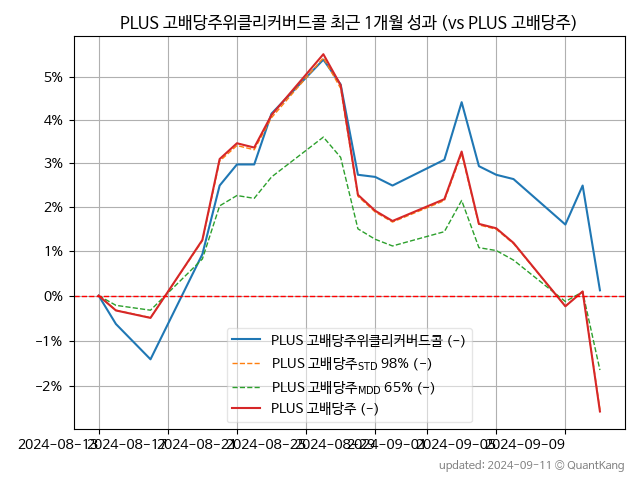 PLUS 고배당주위클리커버드콜 최근 1개월 성과 (vs PLUS 고배당주)
5%
4%
3%
2%
1%
0%
−1%
−2%
PLUS 고배당주위클리커버드콜 (-)
PLUS 고배당주STD 98% (-)
PLUS 고배당주MDD 65% (-)
PLUS 고배당주 (-)
2024-08-13 2024-08-17 2024-08-21 2024-08-25 2024-08-29 2024-09-01 2024-09-05 2024-09-09
updated: 2024-09-11 © QuantKang